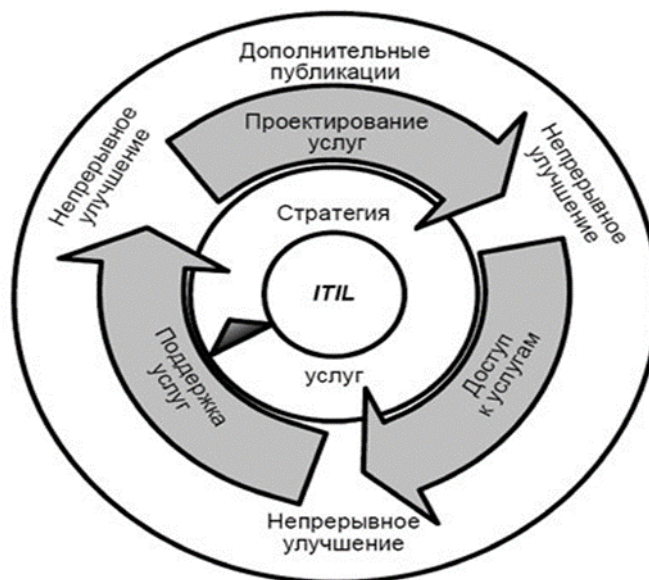 Дополнительные
публикации
Проектирование
услуг
Непрерывное
улучшение
Непрерывное
улучшение
Стратегия
ITIL
услуг
Поддержка
услуг
Доступ
к услугам
Непрерывное
улучшение